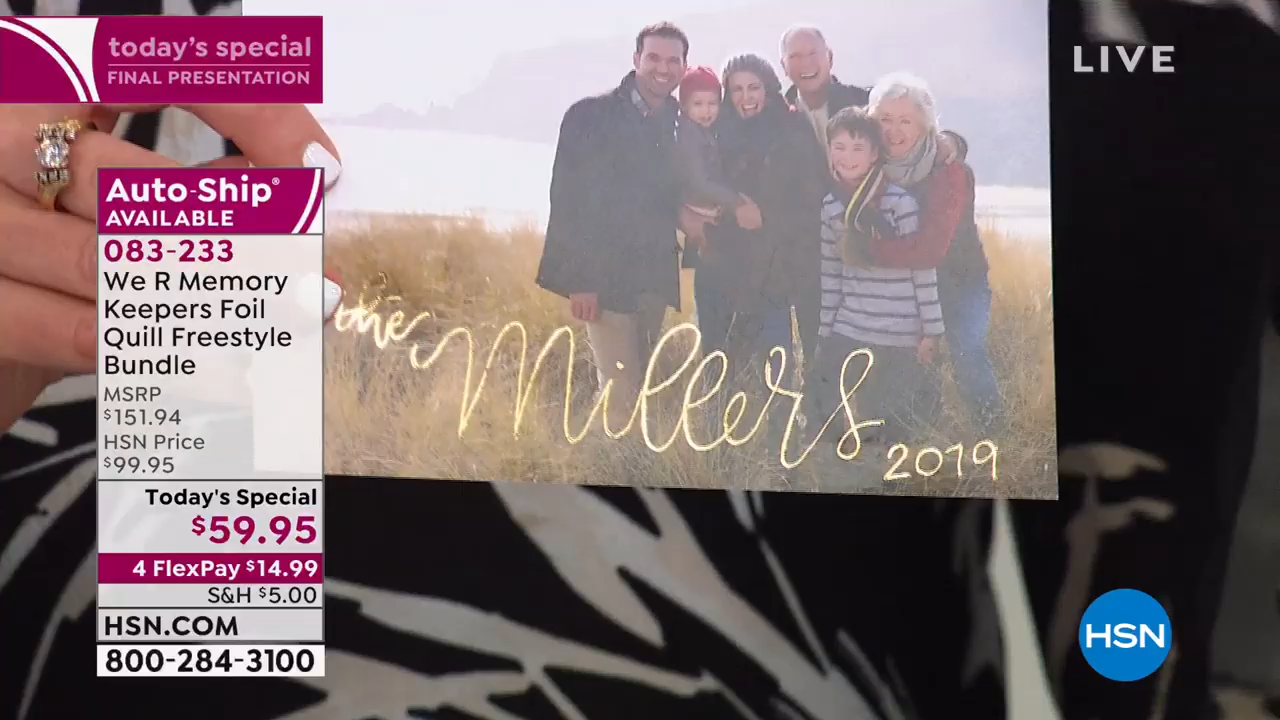 today's special
FINAL PRESENTATION
LIVE
Auto-Ship®
AVAILABLE
083-233
We R Memory
Keepers Foil
Quill Freestyle
Bundle
MSRP
$151.94
HSN Price
$99.95
Today's Special
$59.95
4 FlexPay $14.99
S&H $5.00
HSN.COM
800-284-3100
the Millers
2019
HSN